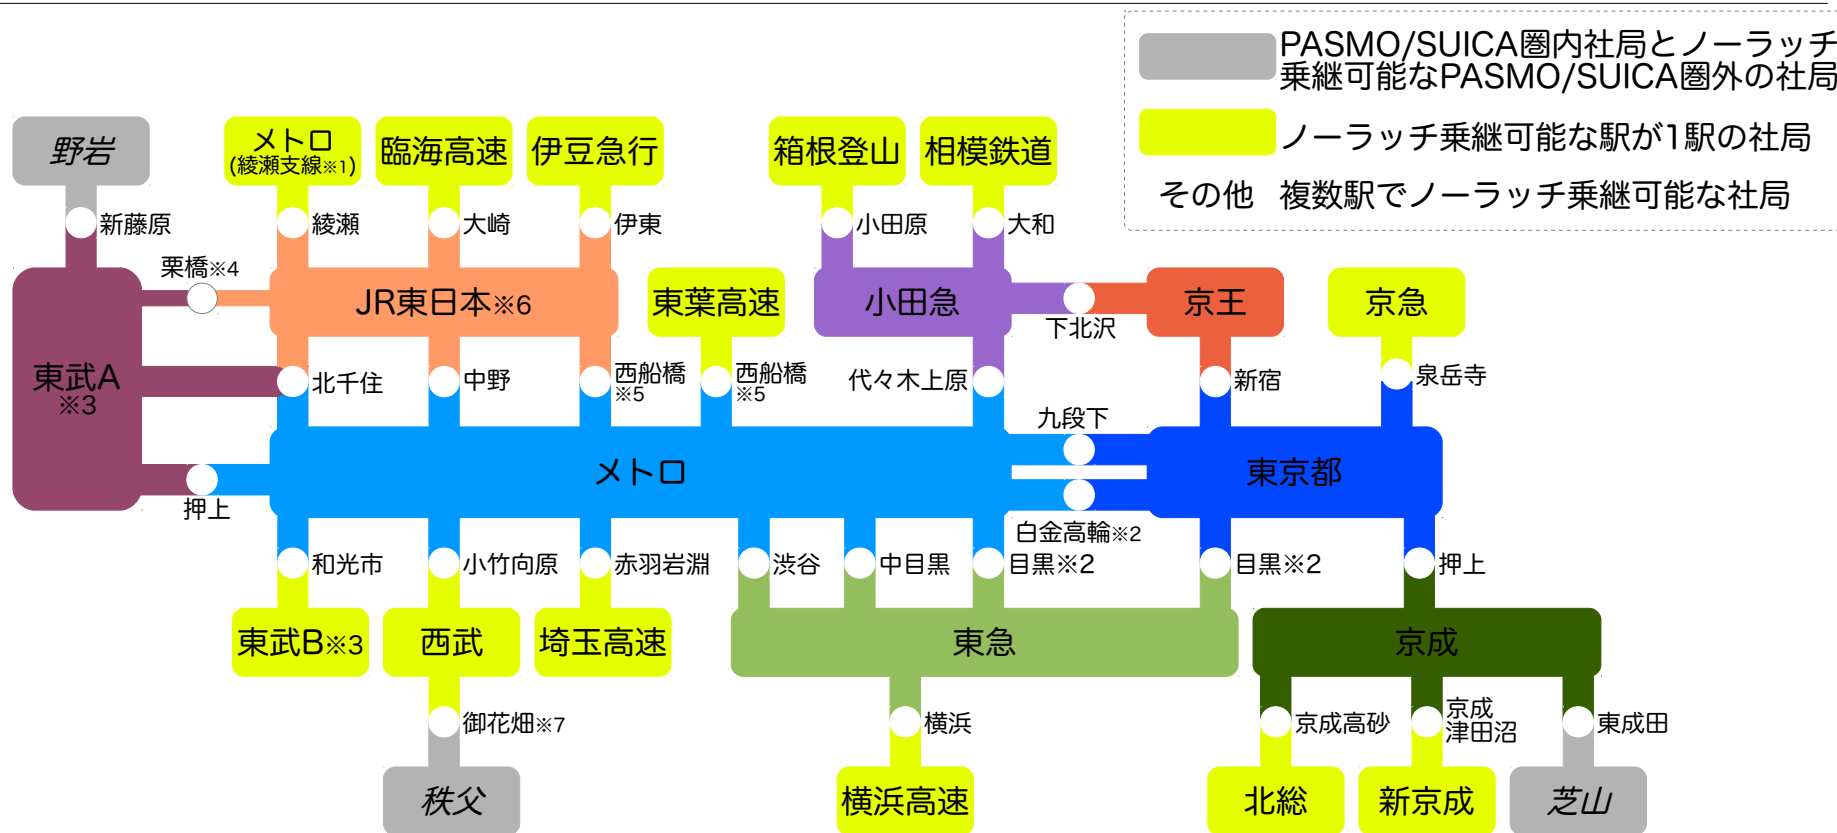 PASMO/SUICA圏内社局とノーラッチ
乗継可能なPASMO/SUICA圏外の社局
ノーラッチ乗継可能な駅が1駅の社局
その他 複数駅でノーラッチ乗継可能な社局
野岩
メトロ
(綾瀬支線※1)
臨海高速
伊豆急行
箱根登山
相模鉄道
新藤原
綾瀬
大崎
伊東
小田原
大和
栗橋※4
JR東日本※6
東葉高速
小田急
下北沢
京王
京急
東武A
※3
北千住
中野
西船橋
※5
西船橋
※5
代々木上原
新宿
泉岳寺
九段下
メトロ
東京都
押上
白金高輪※2
和光市
小竹向原
赤羽岩淵
渋谷
中目黒
目黒※2
目黒※2
押上
東武B※3
西武
埼玉高速
東急
京成
御花畑※7
横浜
京成高砂
京成
津田沼
東成田
秩父
横浜高速
北総
新京成
芝山